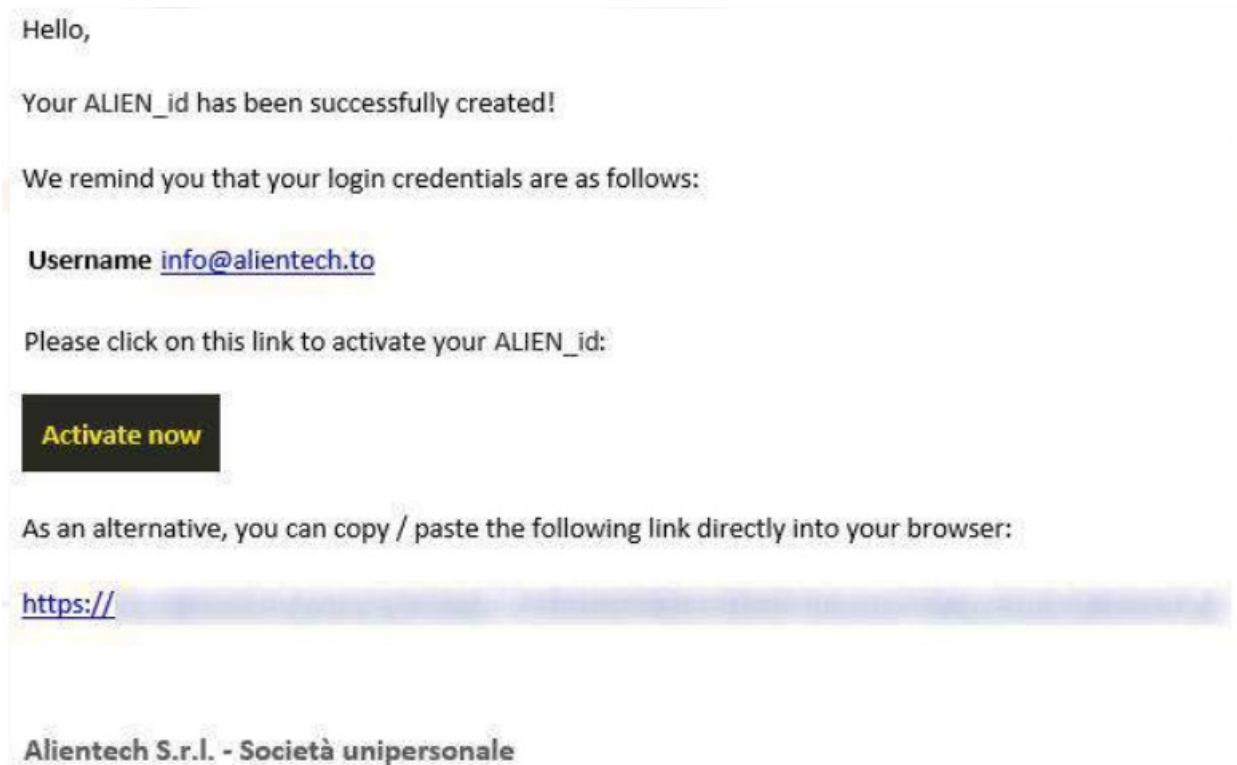 Hello,
Your ALIEN_id has been successfully created!
We remind you that your login credentials are as follows:
Username info@alientech.to
Please click on this link to activate your ALIEN_id:
Activate now
As an alternative, you can copy / paste the following link directly into your browser:
https://
Alientech S.r.l. - Società unipersonale